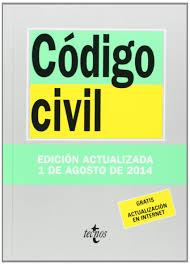 Código
civil
EDICIÓN ACTUALIZADA
1 DE AGOSTO DE 2014
GRATIS
ACTUALIZACIÓN
EN INTERNET
tecnos